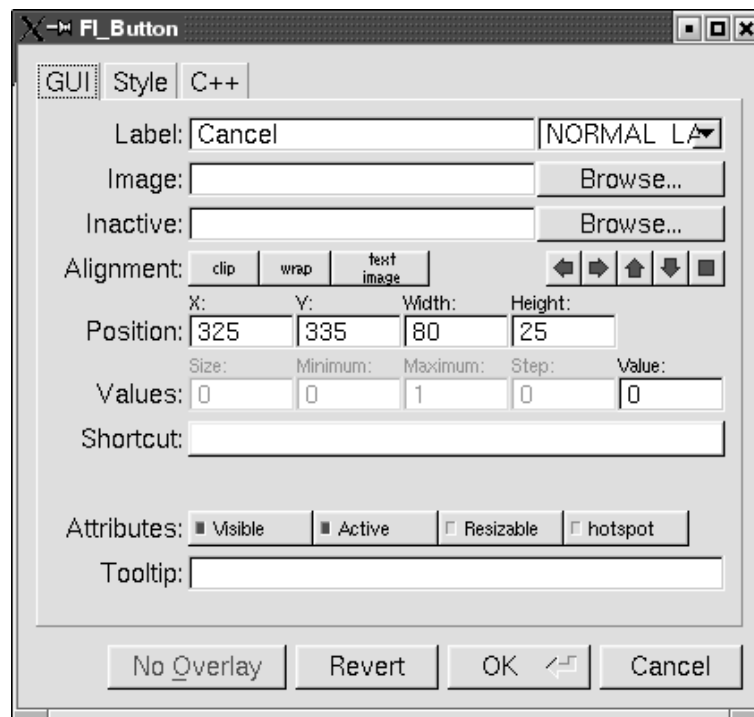 Fl_Button
GUI Style C++
Label: Cancel NORMAL LA
Image: Browse...
Inactive: Browse...
Alignment: clip wrap text image
X: Y: Width: Height:
Position: 325 335 80 25
Size: Minimum: Maximum: Step: Value:
Values: 0 0 1 0 0
Shortcut:
Attributes: Visible Active Resizable hotspot
Tooltip:
No Overlay Revert OK Cancel